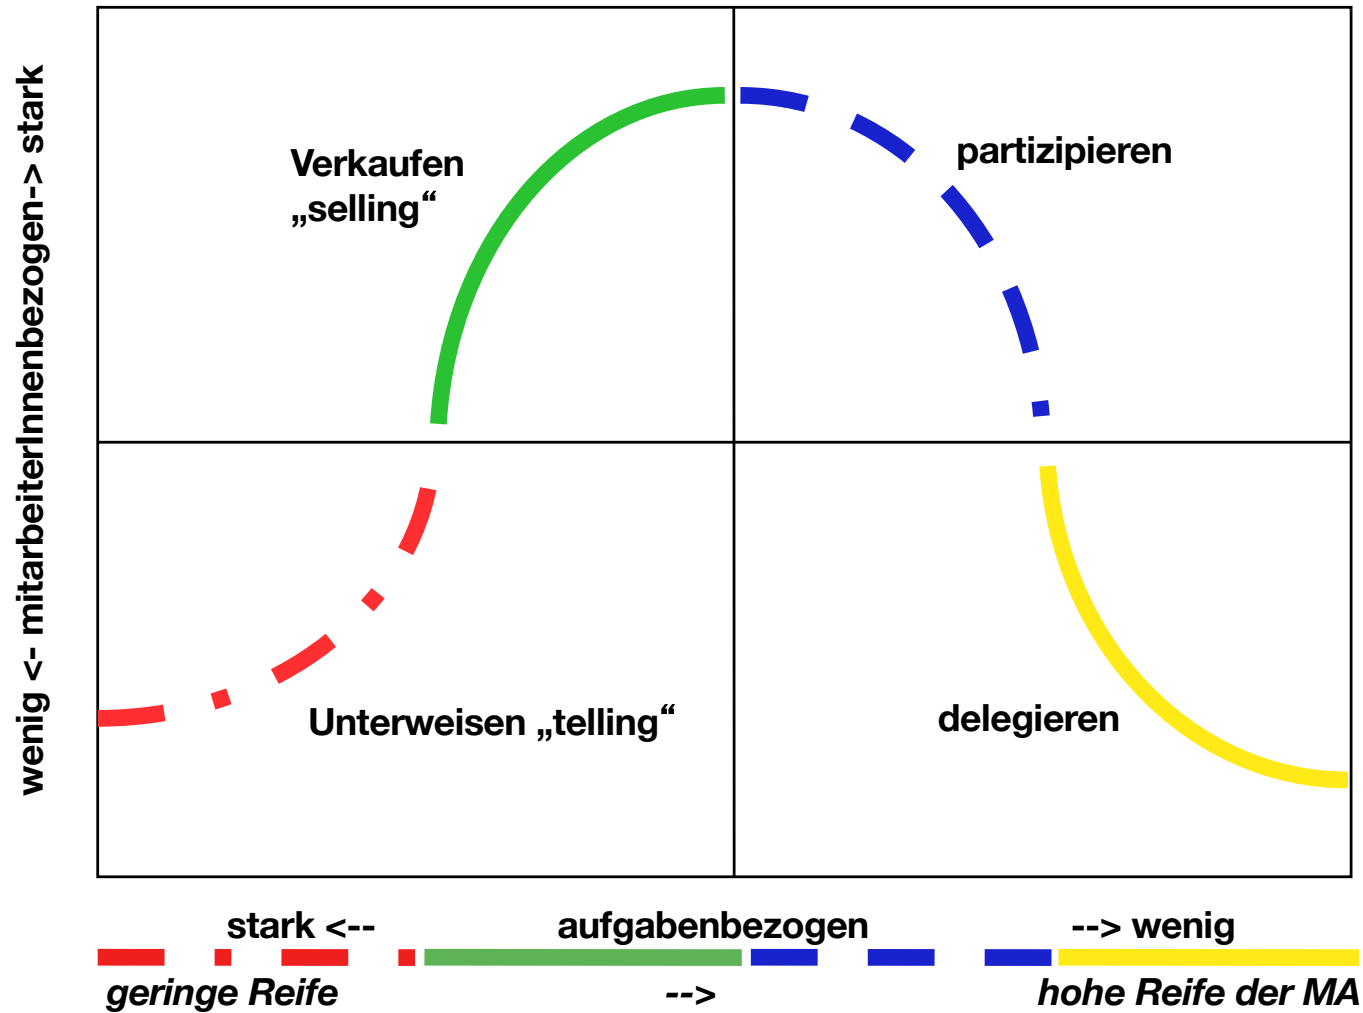 wenig <- mitarbeiterInnenbezogen-> stark
Verkaufen
„selling“
partizipieren
Unterweisen „telling“
delegieren
stark <-- aufgabenbezogen --> wenig
geringe Reife --> hohe Reife der MA